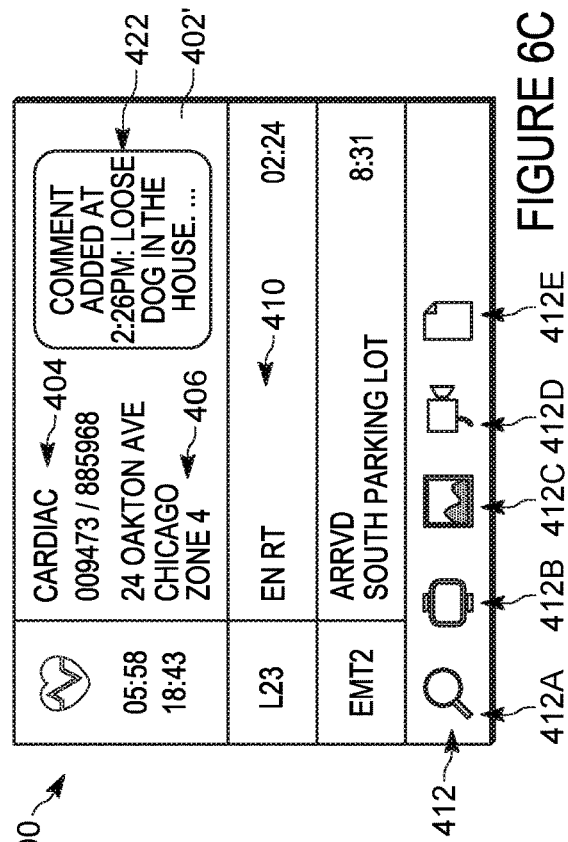 CARDIAC
404
009473 / 885968
05:58
18:43
24 OAKTON AVE
CHICAGO
ZONE 4
406
COMMENT
ADDED AT
2:26PM: LOOSE
DOG IN THE
HOUSE. ...
422
402'
L23
EN RT
410
02:24
EMT2
ARRVD
SOUTH PARKING LOT
8:31
412
412A
412B
412C
412D
412E
FIGURE 6C